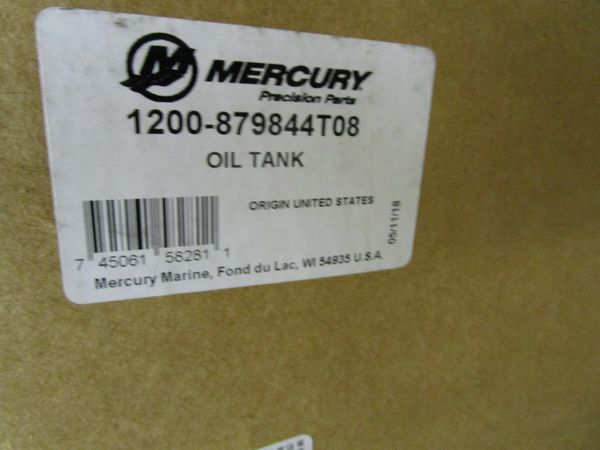 MERCURY
Precision Parts
1200-879844T08
OIL TANK
ORIGIN UNITED STATES
05/11/18
7 45061 58281 1
Mercury Marine, Fond du Lac, WI 54935 U.S.A.